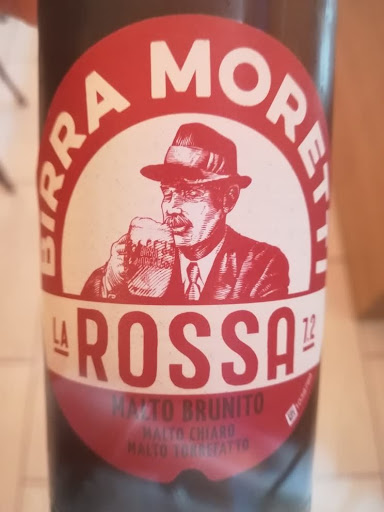 BIRRA MORETTI
LA ROSSA 7.2
MALTO BRUNITO
MALTO CHIARO
MALTO TORREFATTO